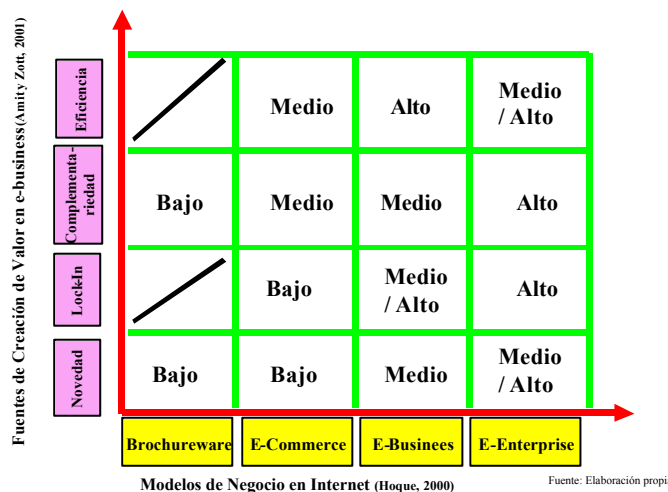 Fuentes de Creación de Valor en e-business(Amity Zott, 2001)
Eficiencia
Medio
Alto
Medio
/ Alto
Complementa-
riedad
Bajo
Medio
Medio
Alto
Lock-In
Bajo
Medio
/ Alto
Alto
Novedad
Bajo
Bajo
Medio
Medio
/ Alto
Brochureware
E-Commerce
E-Businees
E-Enterprise
Modelos de Negocio en Internet (Hoque, 2000)
Fuente: Elaboración propi